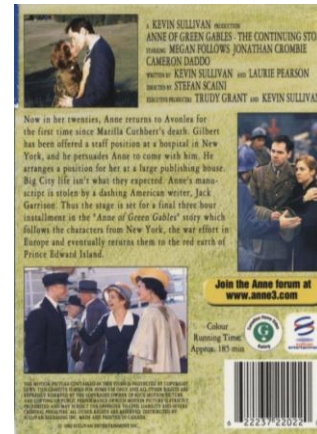 A KEVIN SULLIVAN PRODUCTION
ANNE OF GREEN GABLES · THE CONTINUING STO
STARRING MEGAN FOLLOWS JONATHAN CROMBIE
CAMERON DADDO
WRITTEN BY KEVIN SULLIVAN AND LAURIE PEARSON
DIRECTED BY STEFAN SCAINI
EXECUTIVE PRODUCERS TRUDY GRANT AND KEVIN SULLIVAN
Now in her twenties, Anne returns to Avonlea for
the first time since Marilla Cuthbert's death. Gilbert
has been offered a staff position at a hospital in New
York, and he persuades Anne to come with him. He
arranges a position for her at a large publishing house.
Big City life isn't what they expected. Anne's manu-
script is stolen by a dashing American writer, Jack
Garrison. Thus the stage is set for a final three hour
installment in the "Anne of Green Gables" story which
follows the characters from New York, the war effort in
Europe and eventually returns them to the red earth of
Prince Edward Island.
Join the Anne forum at
www.anne3.com
Colour
Running Time:
Approx. 185 min
G
6 22237 22022